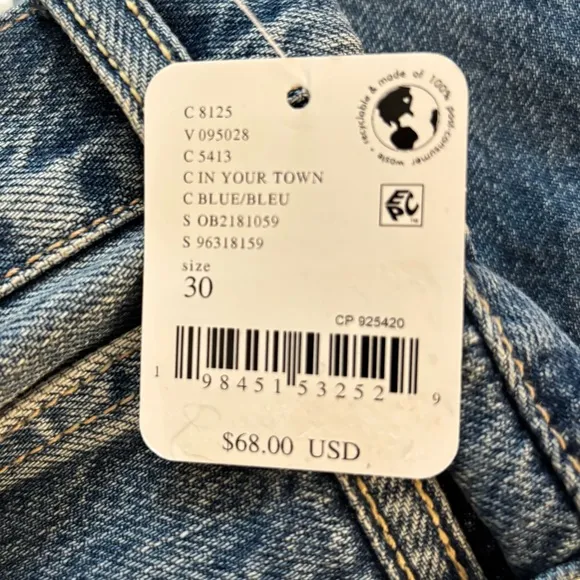 C 8125
V 095028
C 5413
C IN YOUR TOWN
C BLUE/BLEU
S OB2181059
S 96318159
size
30
recyclable & made of 100% post-consumer waste
EPC
TM
CP 925420
1 98451 53252 9
$68.00 USD